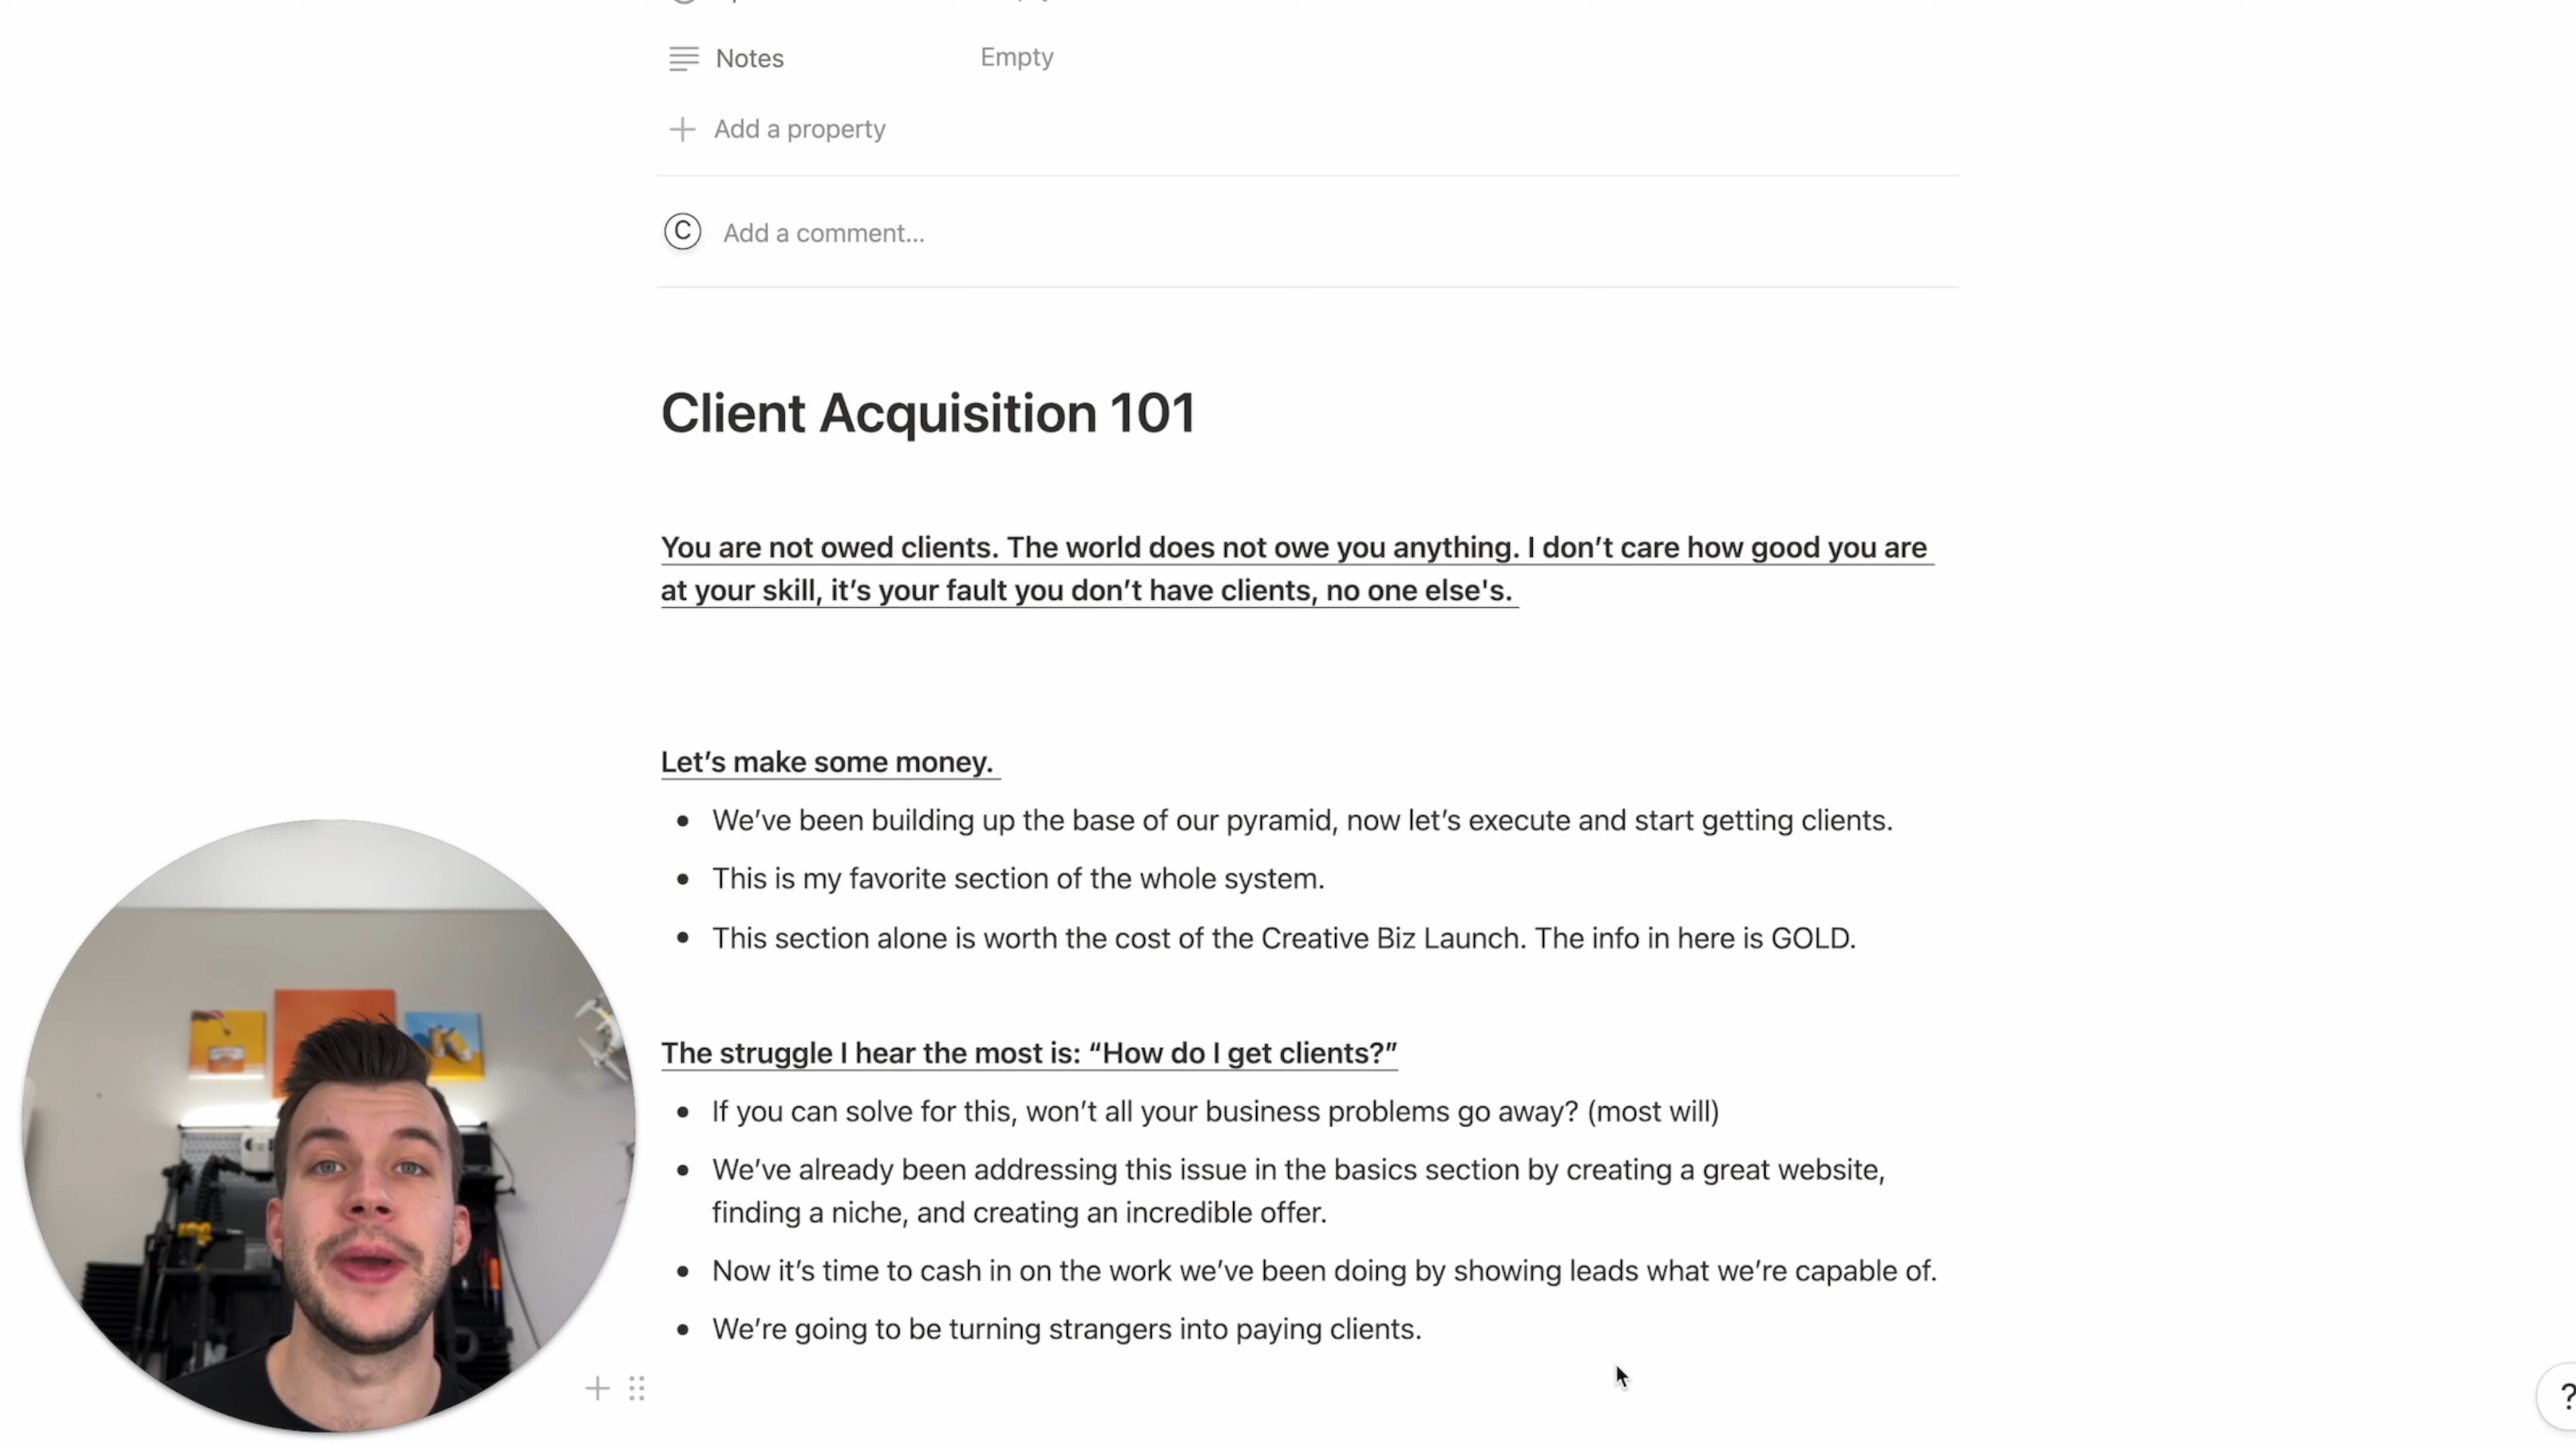 Notes
Empty
Add a property
C
Add a comment...
Client Acquisition 101
You are not owed clients. The world does not owe you anything. I don’t care how good you are
at your skill, it’s your fault you don’t have clients, no one else's.
Let’s make some money.
• We’ve been building up the base of our pyramid, now let’s execute and start getting clients.
• This is my favorite section of the whole system.
• This section alone is worth the cost of the Creative Biz Launch. The info in here is GOLD.
The struggle I hear the most is: “How do I get clients?”
• If you can solve for this, won’t all your business problems go away? (most will)
• We’ve already been addressing this issue in the basics section by creating a great website,
finding a niche, and creating an incredible offer.
• Now it’s time to cash in on the work we’ve been doing by showing leads what we’re capable of.
• We’re going to be turning strangers into paying clients.
?